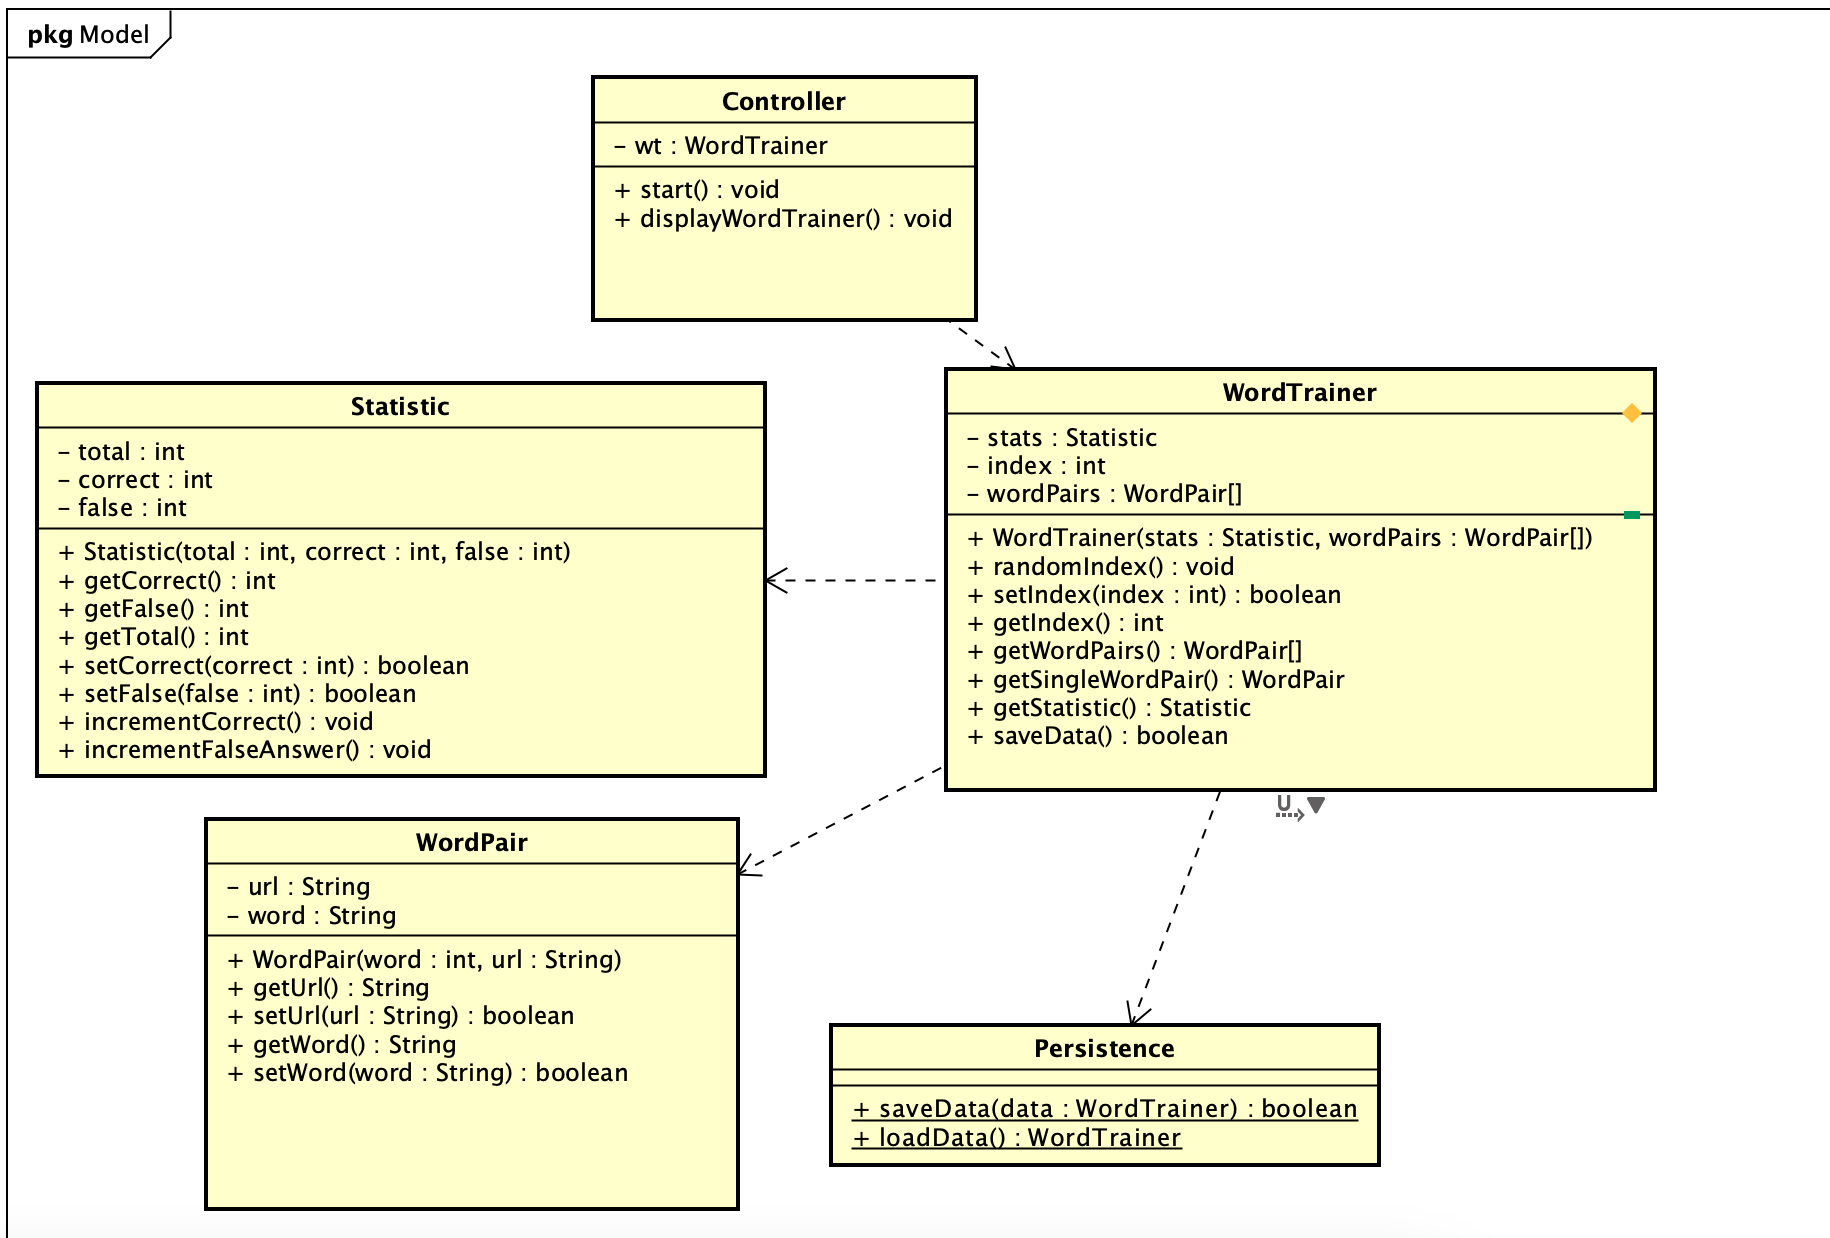 pkg Model
Controller
– wt : WordTrainer
+ start() : void
+ displayWordTrainer() : void
Statistic
– total : int
– correct : int
– false : int
+ Statistic(total : int, correct : int, false : int)
+ getCorrect() : int
+ getFalse() : int
+ getTotal() : int
+ setCorrect(correct : int) : boolean
+ setFalse(false : int) : boolean
+ incrementCorrect() : void
+ incrementFalseAnswer() : void
WordTrainer
– stats : Statistic
– index : int
– wordPairs : WordPair[]
+ WordTrainer(stats : Statistic, wordPairs : WordPair[])
+ randomIndex() : void
+ setIndex(index : int) : boolean
+ getIndex() : int
+ getWordPairs() : WordPair[]
+ getSingleWordPair() : WordPair
+ getStatistic() : Statistic
+ saveData() : boolean
U
WordPair
– url : String
– word : String
+ WordPair(word : int, url : String)
+ getUrl() : String
+ setUrl(url : String) : boolean
+ getWord() : String
+ setWord(word : String) : boolean
Persistence
+ saveData(data : WordTrainer) : boolean
+ loadData() : WordTrainer